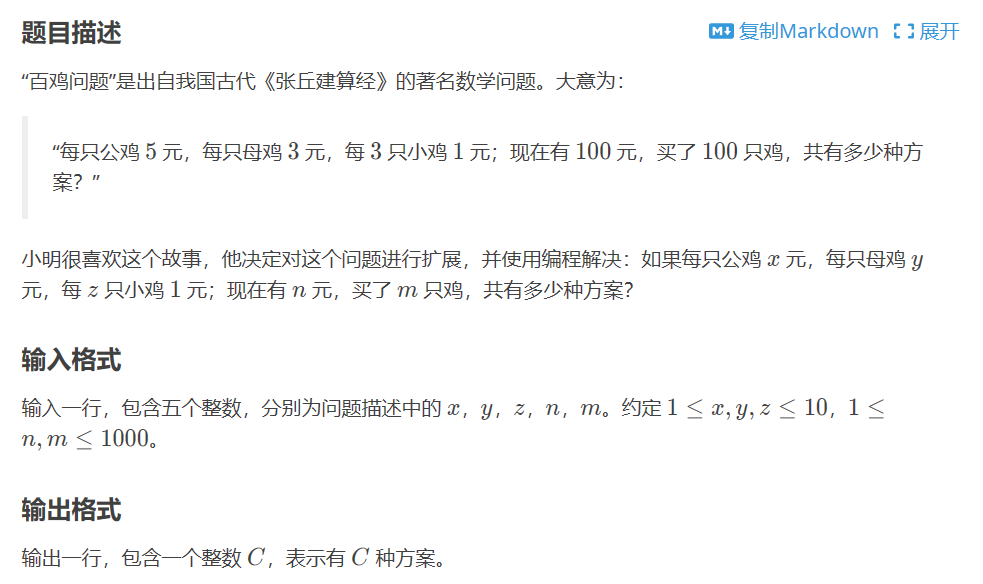 题目描述
M↓ 复制Markdown 展开
“百鸡问题”是出自我国古代《张丘建算经》的著名数学问题。大意为：
“每只公鸡 5 元，每只母鸡 3 元，每 3 只小鸡 1 元；现在有 100 元，买了 100 只鸡，共有多少种方
案？”
小明很喜欢这个故事，他决定对这个问题进行扩展，并使用编程解决：如果每只公鸡 x 元，每只母鸡 y
元，每 z 只小鸡 1 元；现在有 n 元，买了 m 只鸡，共有多少种方案？
输入格式
输入一行，包含五个整数，分别为问题描述中的 x，y，z，n，m。约定 1 ≤ x, y, z ≤ 10，1 ≤
n, m ≤ 1000。
输出格式
输出一行，包含一个整数 C，表示有 C 种方案。